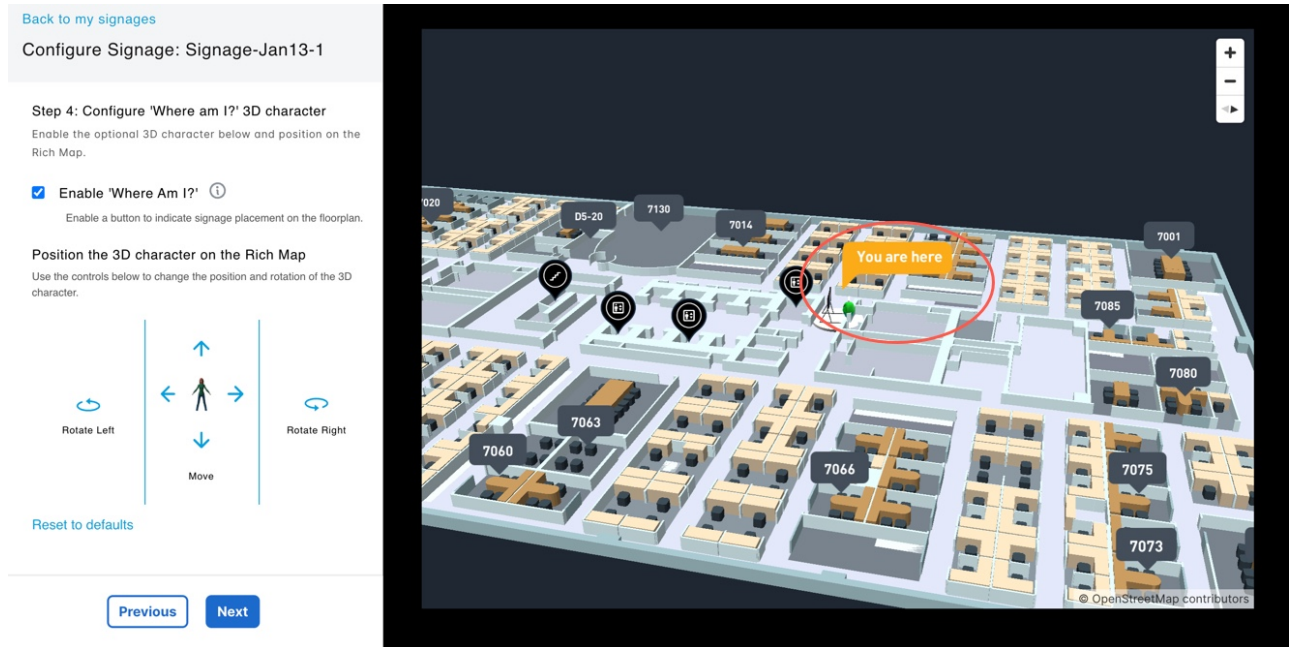 Back to my signages
Configure Signage: Signage-Jan13-1
Step 4: Configure 'Where am I?' 3D character
Enable the optional 3D character below and position on the
Rich Map.
Enable 'Where Am I?'
Enable a button to indicate signage placement on the floorplan.
Position the 3D character on the Rich Map
Use the controls below to change the position and rotation of the 3D
character.
Rotate Left
Move
Rotate Right
Reset to defaults
Previous
Next
7020
D5-20
7130
7014
You are here
7001
7085
7080
7063
7060
7066
7075
7073
© OpenStreetMap contributors